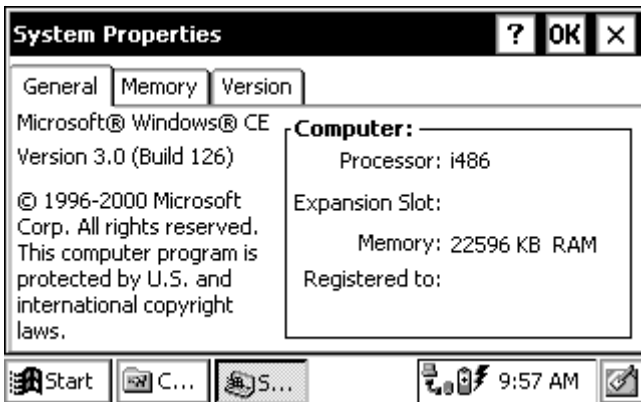 System Properties ? OK ×
General Memory Version
Microsoft® Windows® CE
Version 3.0 (Build 126)
© 1996-2000 Microsoft
Corp. All rights reserved.
This computer program is
protected by U.S. and
international copyright
laws.
Computer:
Processor: i486
Expansion Slot:
Memory: 22596 KB RAM
Registered to:
Start C... S... 9:57 AM